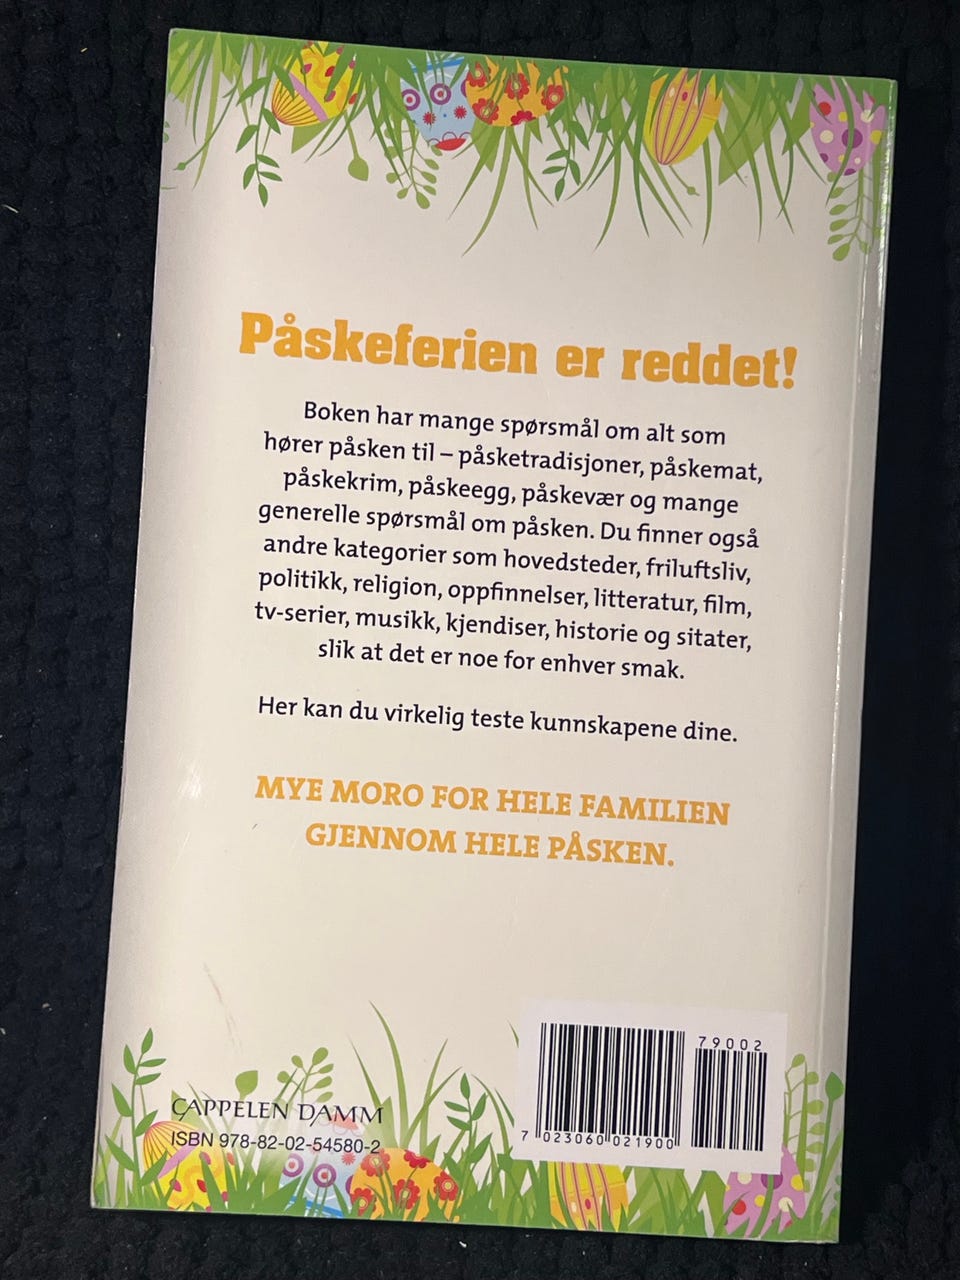 Påskeferien er reddet!
Boken har mange spørsmål om alt som
hører påsken til – påsketradisjoner, påskemat,
påskekrim, påskeegg, påskevær og mange
generelle spørsmål om påsken. Du finner også
andre kategorier som hovedsteder, friluftsliv,
politikk, religion, oppfinnelser, litteratur, film,
tv-serier, musikk, kjendiser, historie og sitater,
slik at det er noe for enhver smak.
Her kan du virkelig teste kunnskapene dine.
MYE MORO FOR HELE FAMILIEN
GJENNOM HELE PÅSKEN.
CAPPELEN DAMM
ISBN 978-82-02-54580-2
79002
7 023060 021900